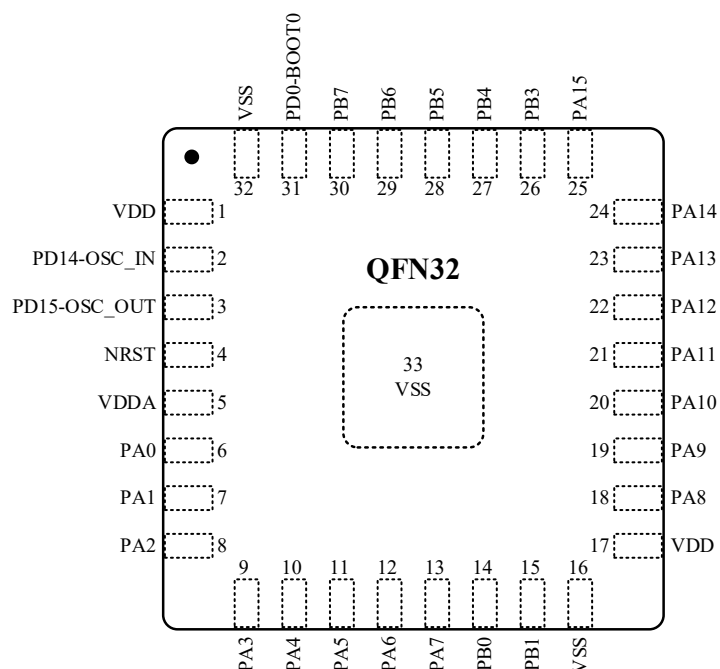 VSS
PD0-BOOT0
PB7
PB6
PB5
PB4
PB3
PA15
32 31 30 29 28 27 26 25
VDD 1
PD14-OSC_IN 2
PD15-OSC_OUT 3
NRST 4
VDDA 5
PA0 6
PA1 7
PA2 8
QFN32
33
VSS
24 PA14
23 PA13
22 PA12
21 PA11
20 PA10
19 PA9
18 PA8
17 VDD
9 10 11 12 13 14 15 16
PA3
PA4
PA5
PA6
PA7
PB0
PB1
VSS